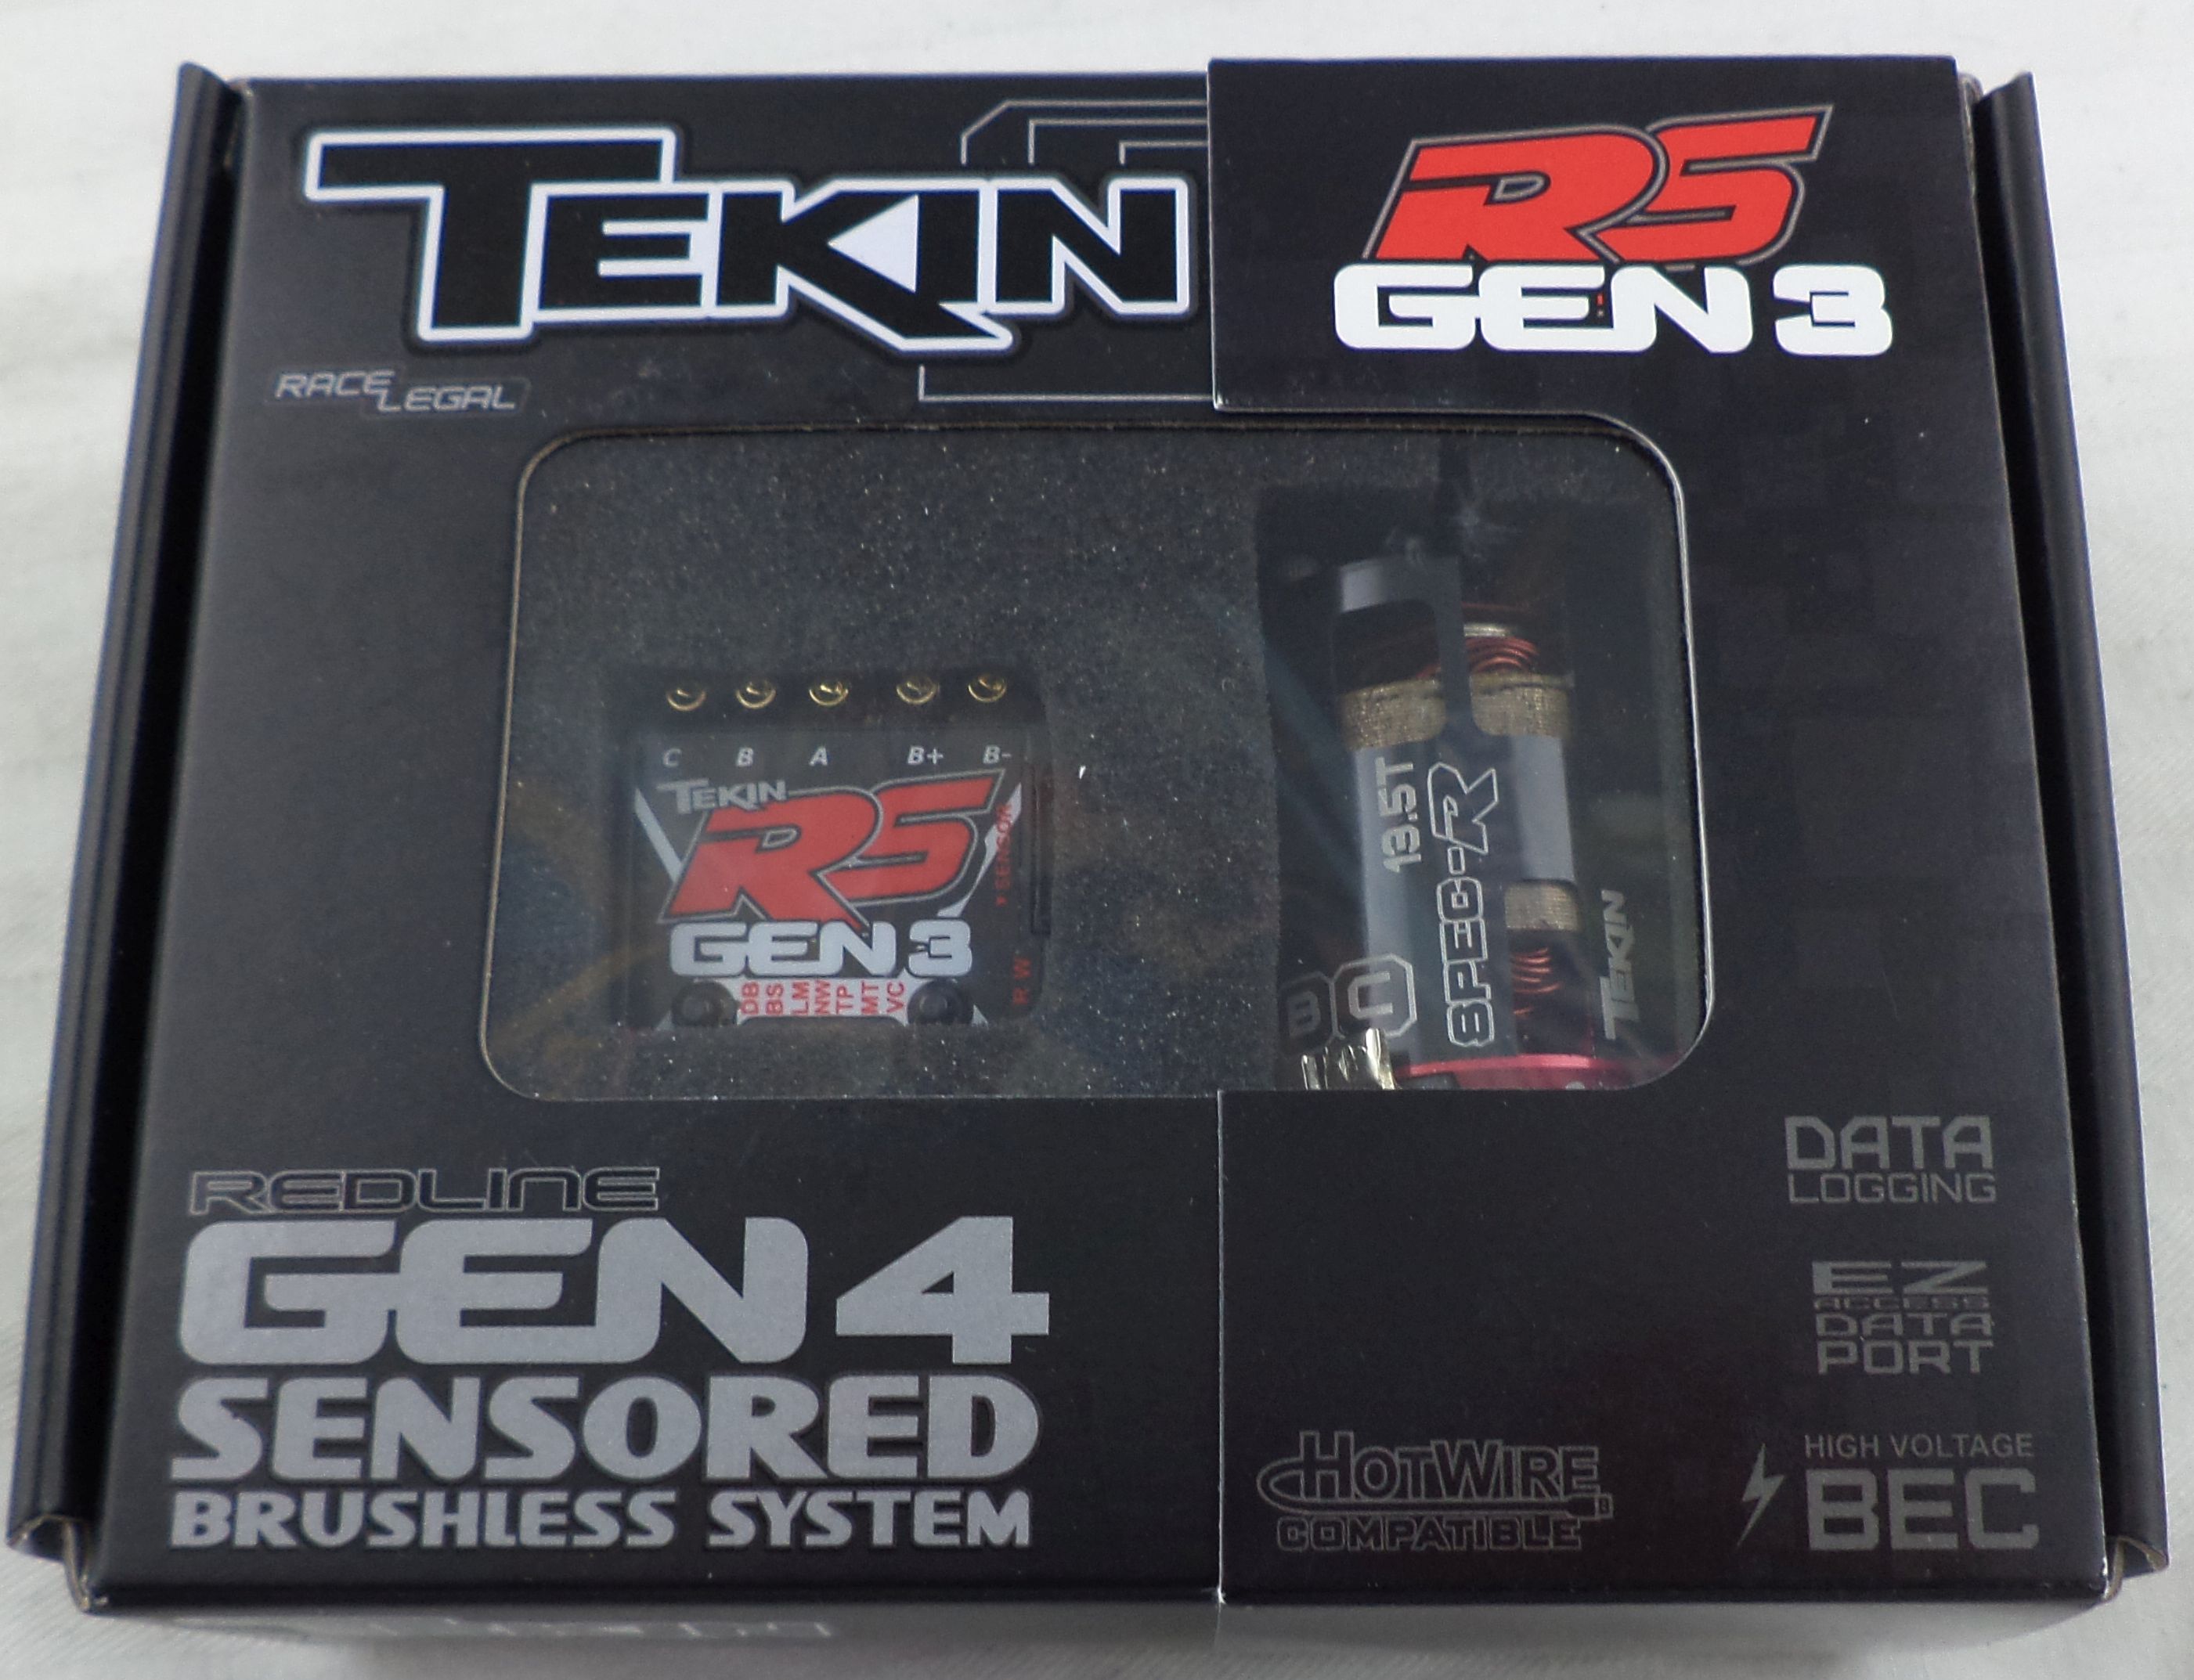 TEKIN
RS
GEN 3
RACE LEGAL
C B A B+ B-
TEKIN
RS
GEN 3
SENSOR
R W
DB
BS
LM
NW
TP
MT
VC
13.5T
SPEC-R
TEKIN
REDLINE
GEN 4
SENSORED
BRUSHLESS SYSTEM
DATA
LOGGING
EZ
ACCESS
DATA
PORT
HOTWIRE
COMPATIBLE
HIGH VOLTAGE
BEC